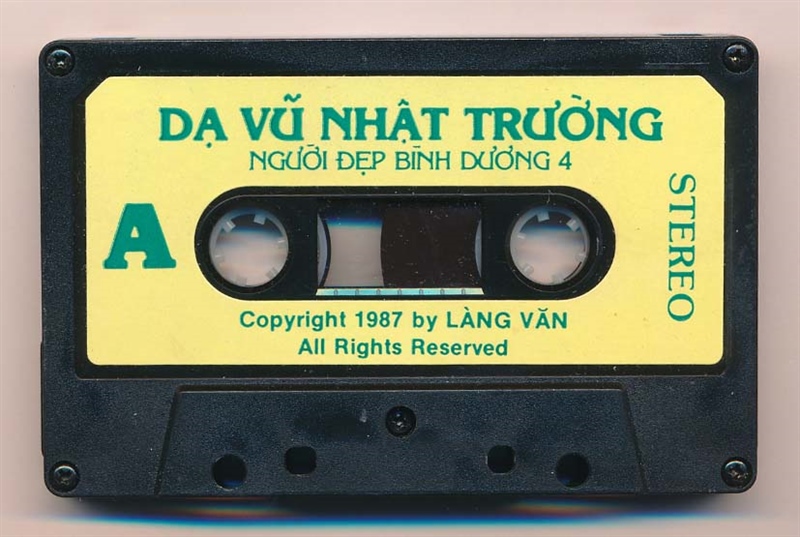 DẠ VŨ NHẬT TRƯỜNG
NGƯỜI ĐẸP BÌNH DƯƠNG 4
A
STEREO
Copyright 1987 by LÀNG VĂN
All Rights Reserved